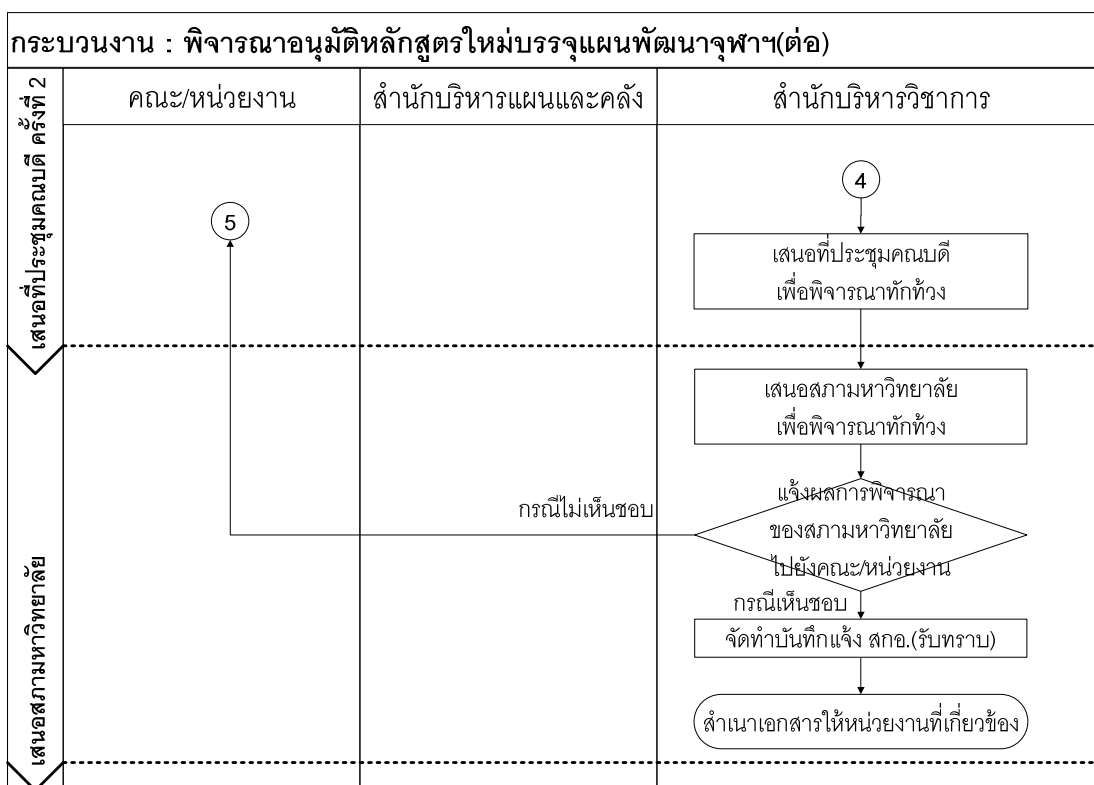 กระบวนงาน : พิจารณาอนุมัติหลักสูตรใหม่บรรจุแผนพัฒนาจุฬาฯ(ต่อ)
คณะ/หน่วยงาน
สำนักบริหารแผนและคลัง
สำนักบริหารวิชาการ
เสนอที่ประชุมคณบดี ครั้งที่ 2
4
5
เสนอที่ประชุมคณบดี
เพื่อพิจารณาทักท้วง
เสนอสภามหาวิทยาลัย
เสนอสภามหาวิทยาลัย
เพื่อพิจารณาทักท้วง
แจ้งผลการพิจารณา
ของสภามหาวิทยาลัย
ไปยังคณะ/หน่วยงาน
กรณีไม่เห็นชอบ
กรณีเห็นชอบ
จัดทำบันทึกแจ้ง สกอ.(รับทราบ)
สำเนาเอกสารให้หน่วยงานที่เกี่ยวข้อง